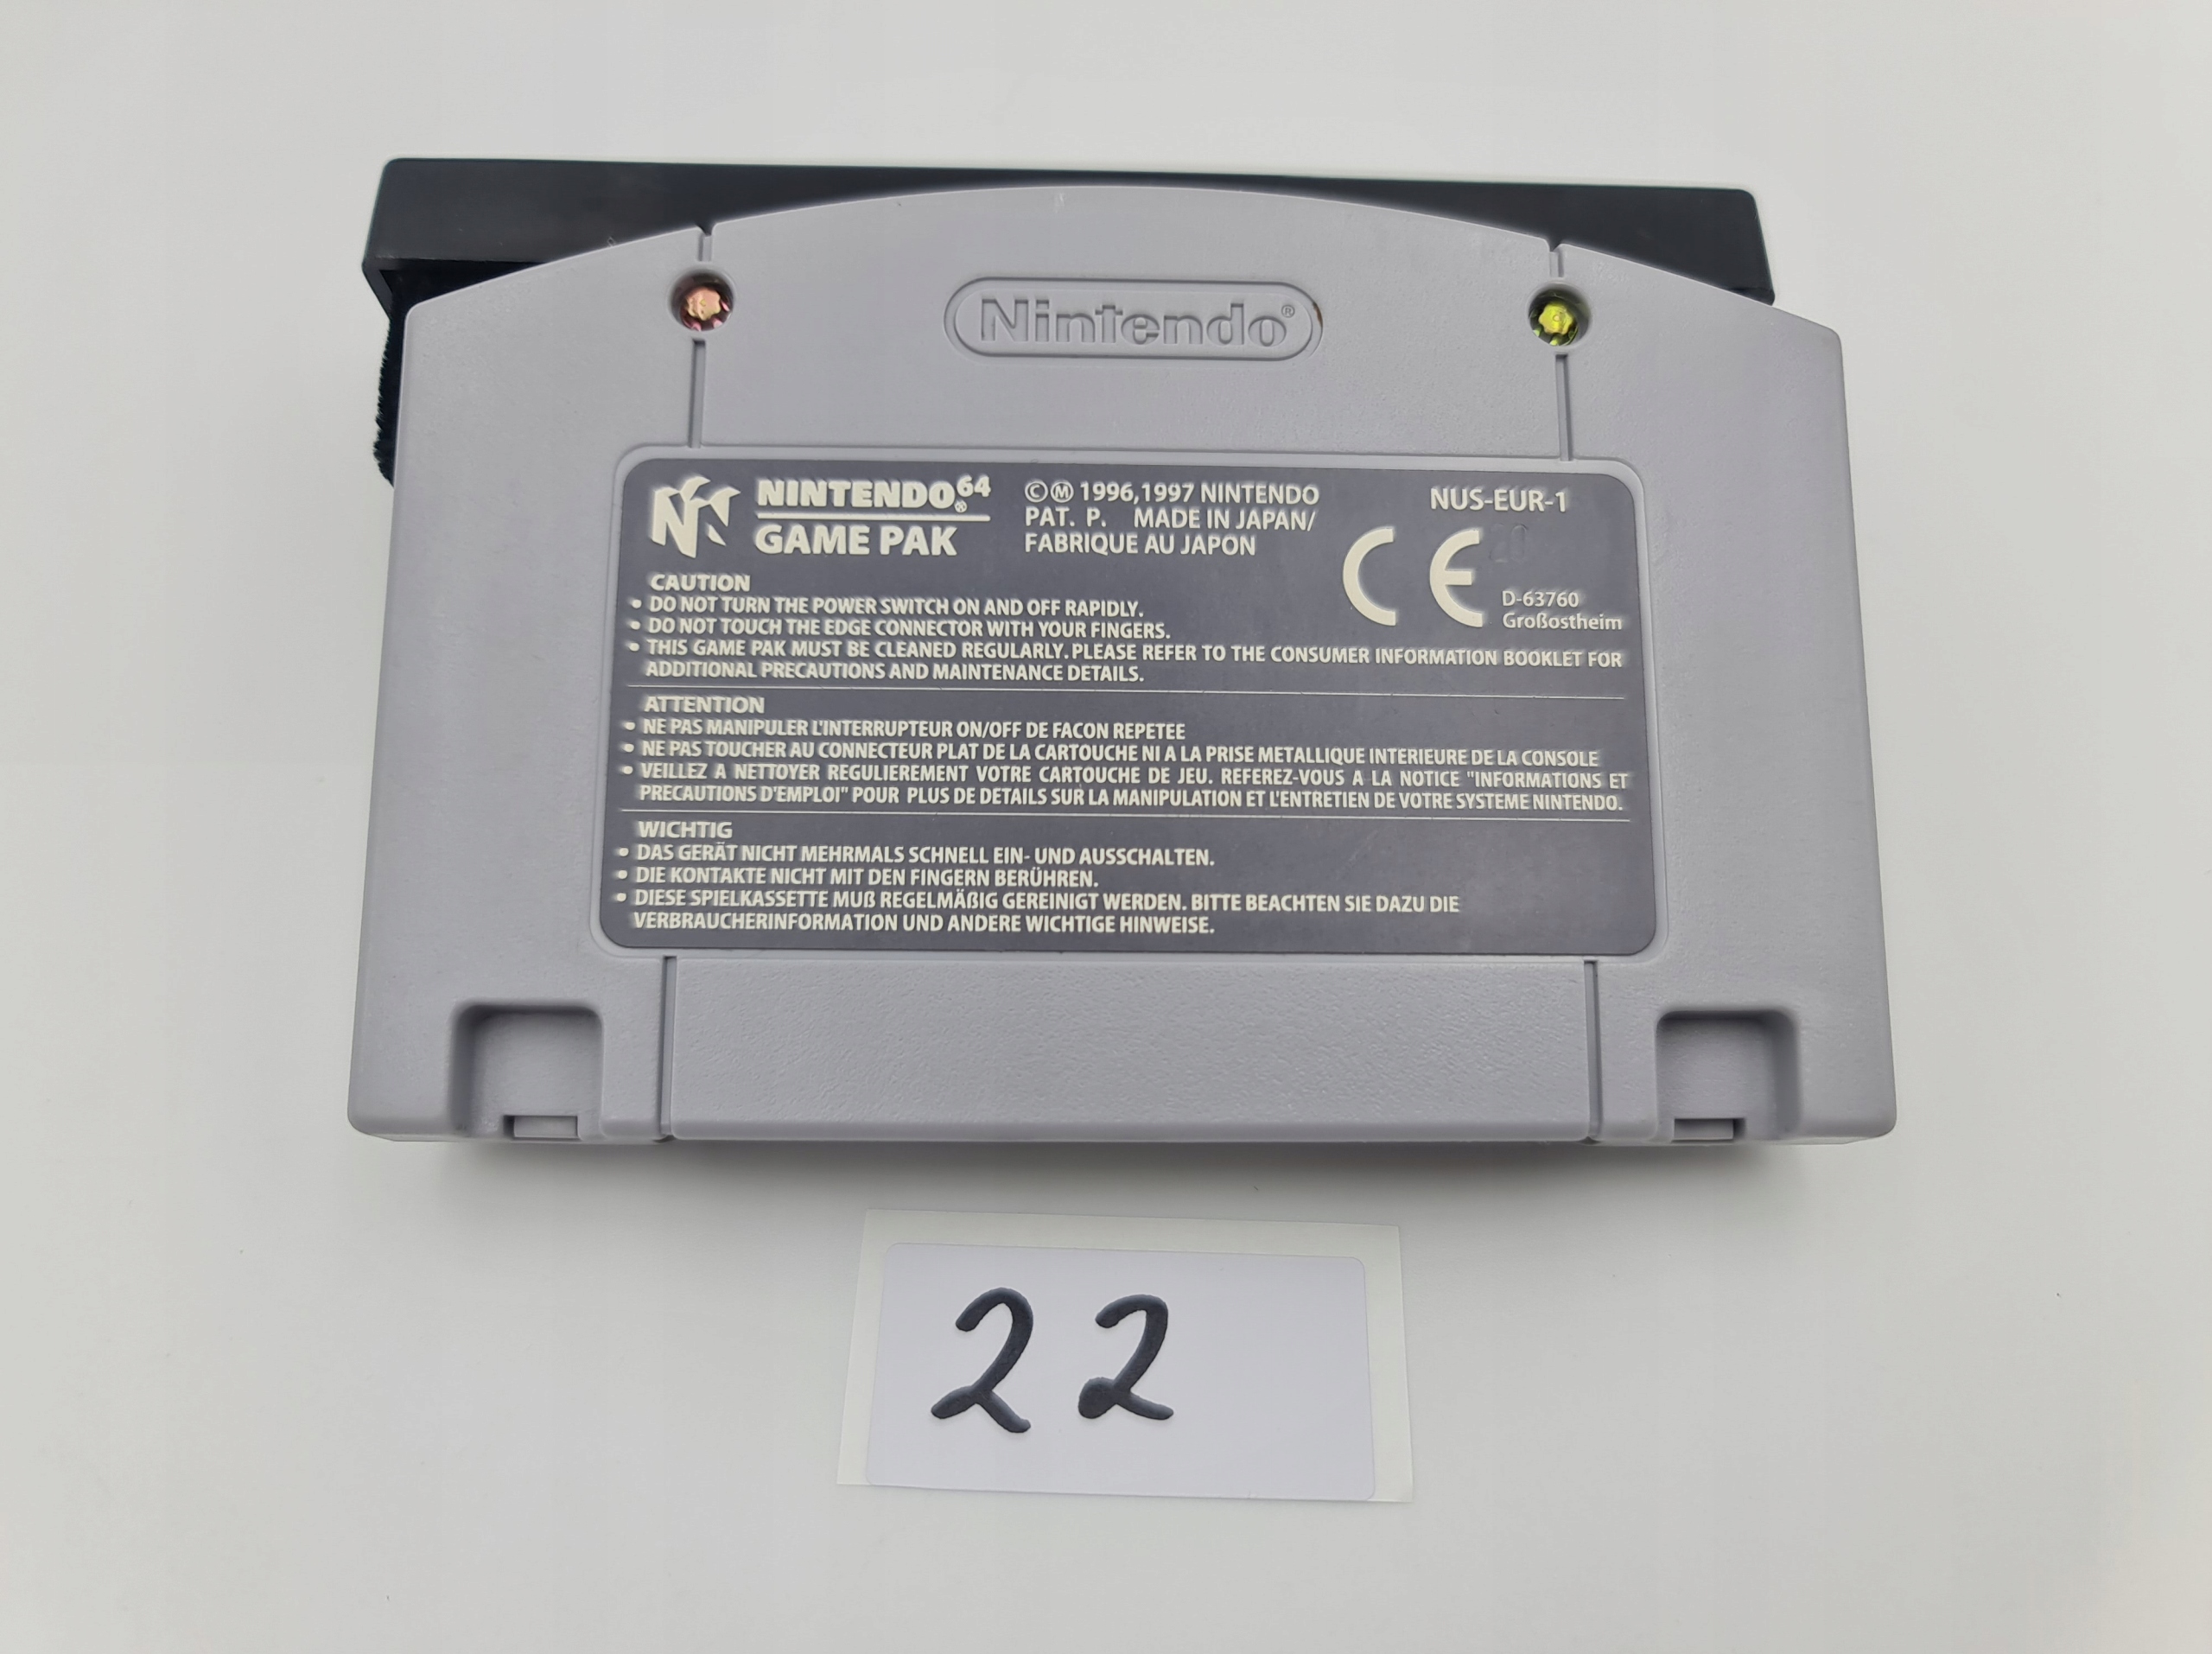 Nintendo®
NINTENDO64®
GAME PAK
©Ⓜ 1996,1997 NINTENDO
PAT. P. MADE IN JAPAN/
FABRIQUE AU JAPON
NUS-EUR-1
CE
20
D-63760
Großostheim
CAUTION
• DO NOT TURN THE POWER SWITCH ON AND OFF RAPIDLY.
• DO NOT TOUCH THE EDGE CONNECTOR WITH YOUR FINGERS.
• THIS GAME PAK MUST BE CLEANED REGULARLY. PLEASE REFER TO THE CONSUMER INFORMATION BOOKLET FOR
ADDITIONAL PRECAUTIONS AND MAINTENANCE DETAILS.
ATTENTION
• NE PAS MANIPULER L'INTERRUPTEUR ON/OFF DE FACON REPETEE
• NE PAS TOUCHER AU CONNECTEUR PLAT DE LA CARTOUCHE NI A LA PRISE METALLIQUE INTERIEURE DE LA CONSOLE
• VEILLEZ A NETTOYER REGULIEREMENT VOTRE CARTOUCHE DE JEU. REFEREZ-VOUS A LA NOTICE "INFORMATIONS ET
PRECAUTIONS D'EMPLOI" POUR PLUS DE DETAILS SUR LA MANIPULATION ET L'ENTRETIEN DE VOTRE SYSTEME NINTENDO.
WICHTIG
• DAS GERÄT NICHT MEHRMALS SCHNELL EIN- UND AUSSCHALTEN.
• DIE KONTAKTE NICHT MIT DEN FINGERN BERÜHREN.
• DIESE SPIELKASSETTE MUß REGELMÄßIG GEREINIGT WERDEN. BITTE BEACHTEN SIE DAZU DIE
VERBRAUCHERINFORMATION UND ANDERE WICHTIGE HINWEISE.
22